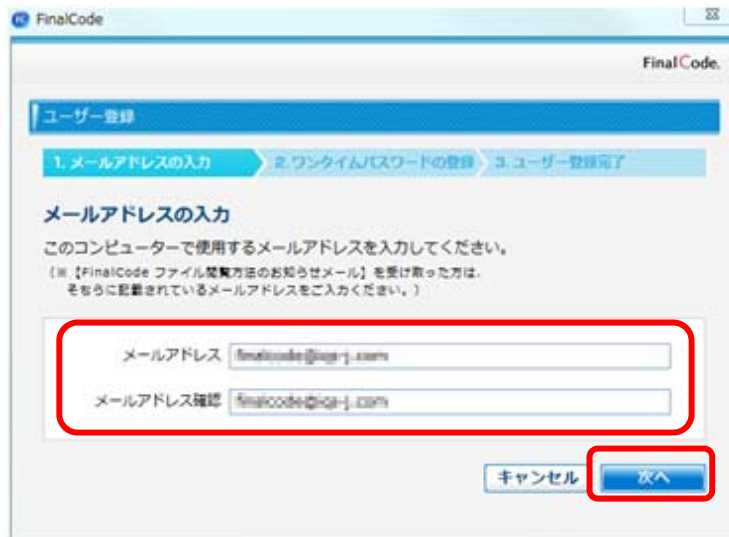 FinalCode
FinalCode.
ユーザー登録
1. メールアドレスの入力
2.ワンタイムパスワードの登録
3. ユーザー登録完了
メールアドレスの入力
このコンピューターで使用するメールアドレスを入力してください。
(※【FinalCode ファイル閲覧方法のお知らせメール】を受け取った方は、
そちらに記載されているメールアドレスをご入力ください。)
メールアドレス
メールアドレス確認
キャンセル
次へ